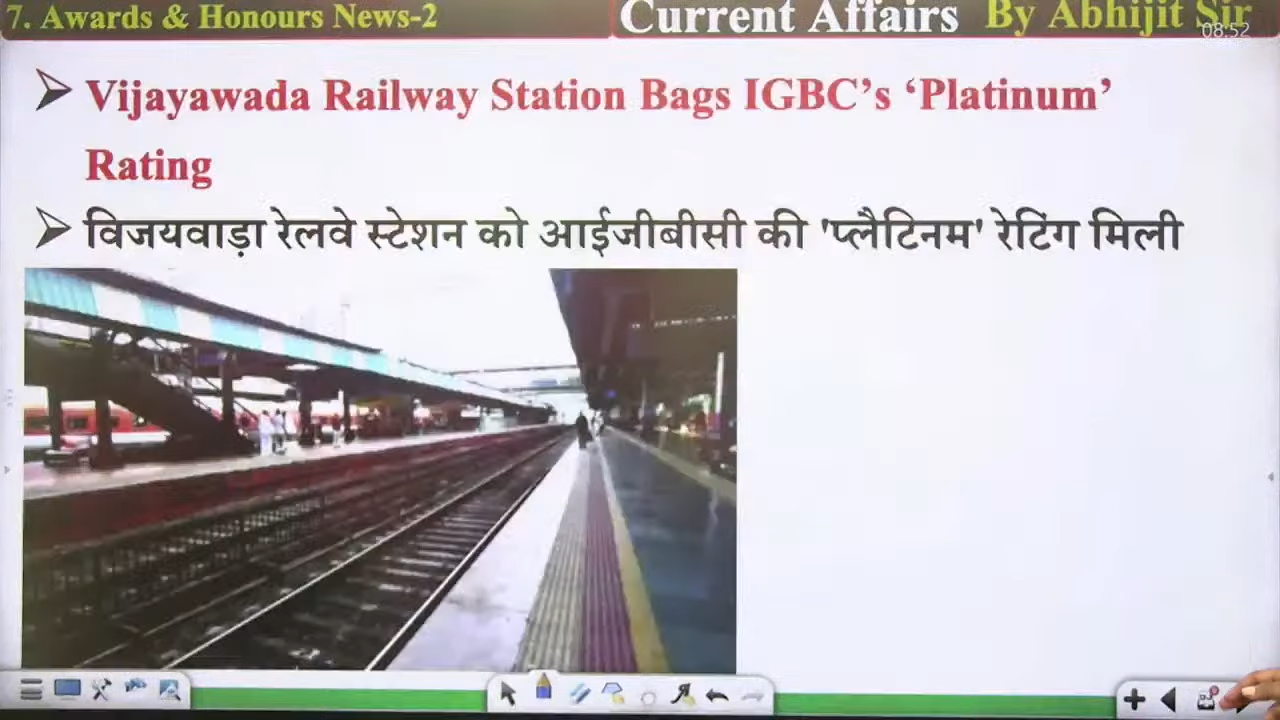 7. Awards & Honours News-2
Current Affairs By Abhijit Sir
08:52
Vijayawada Railway Station Bags IGBC’s ‘Platinum’
Rating
विजयवाड़ा रेलवे स्टेशन को आईजीबीसी की 'प्लैटिनम' रेटिंग मिली